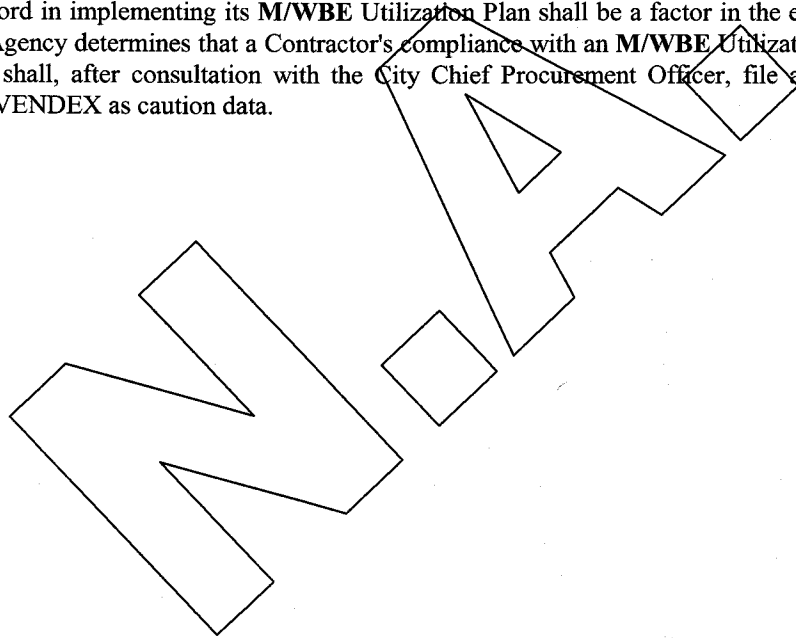 ord in implementing its M/WBE Utilization Plan shall be a factor in the e
Agency determines that a Contractor's compliance with an M/WBE Utilizat
shall, after consultation with the City Chief Procurement Officer, file a
VENDEX as caution data.
N.A.